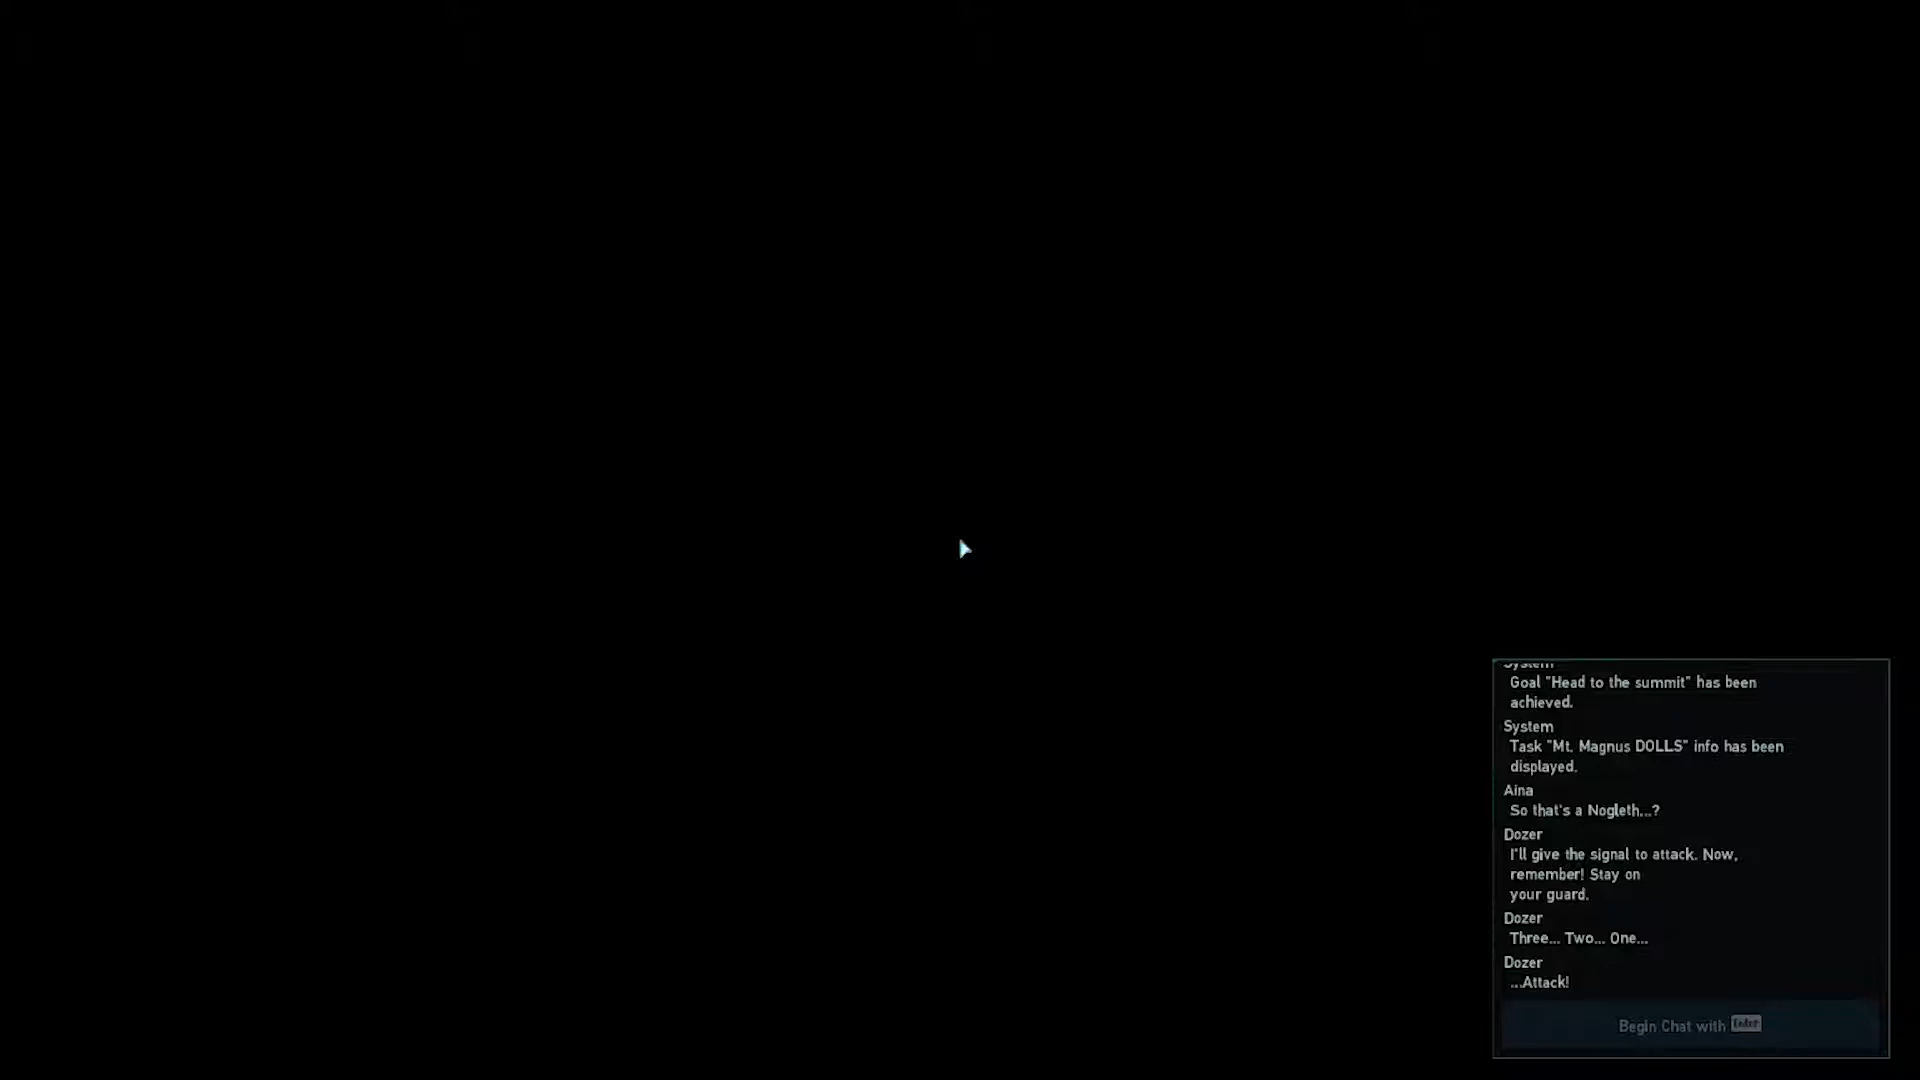 System
Goal "Head to the summit" has been
achieved.
System
Task "Mt. Magnus DOLLS" info has been
displayed.
Aina
So that's a Nogleth...?
Dozer
I'll give the signal to attack. Now,
remember! Stay on
your guard.
Dozer
Three... Two... One...
Dozer
...Attack!
Begin Chat with Enter